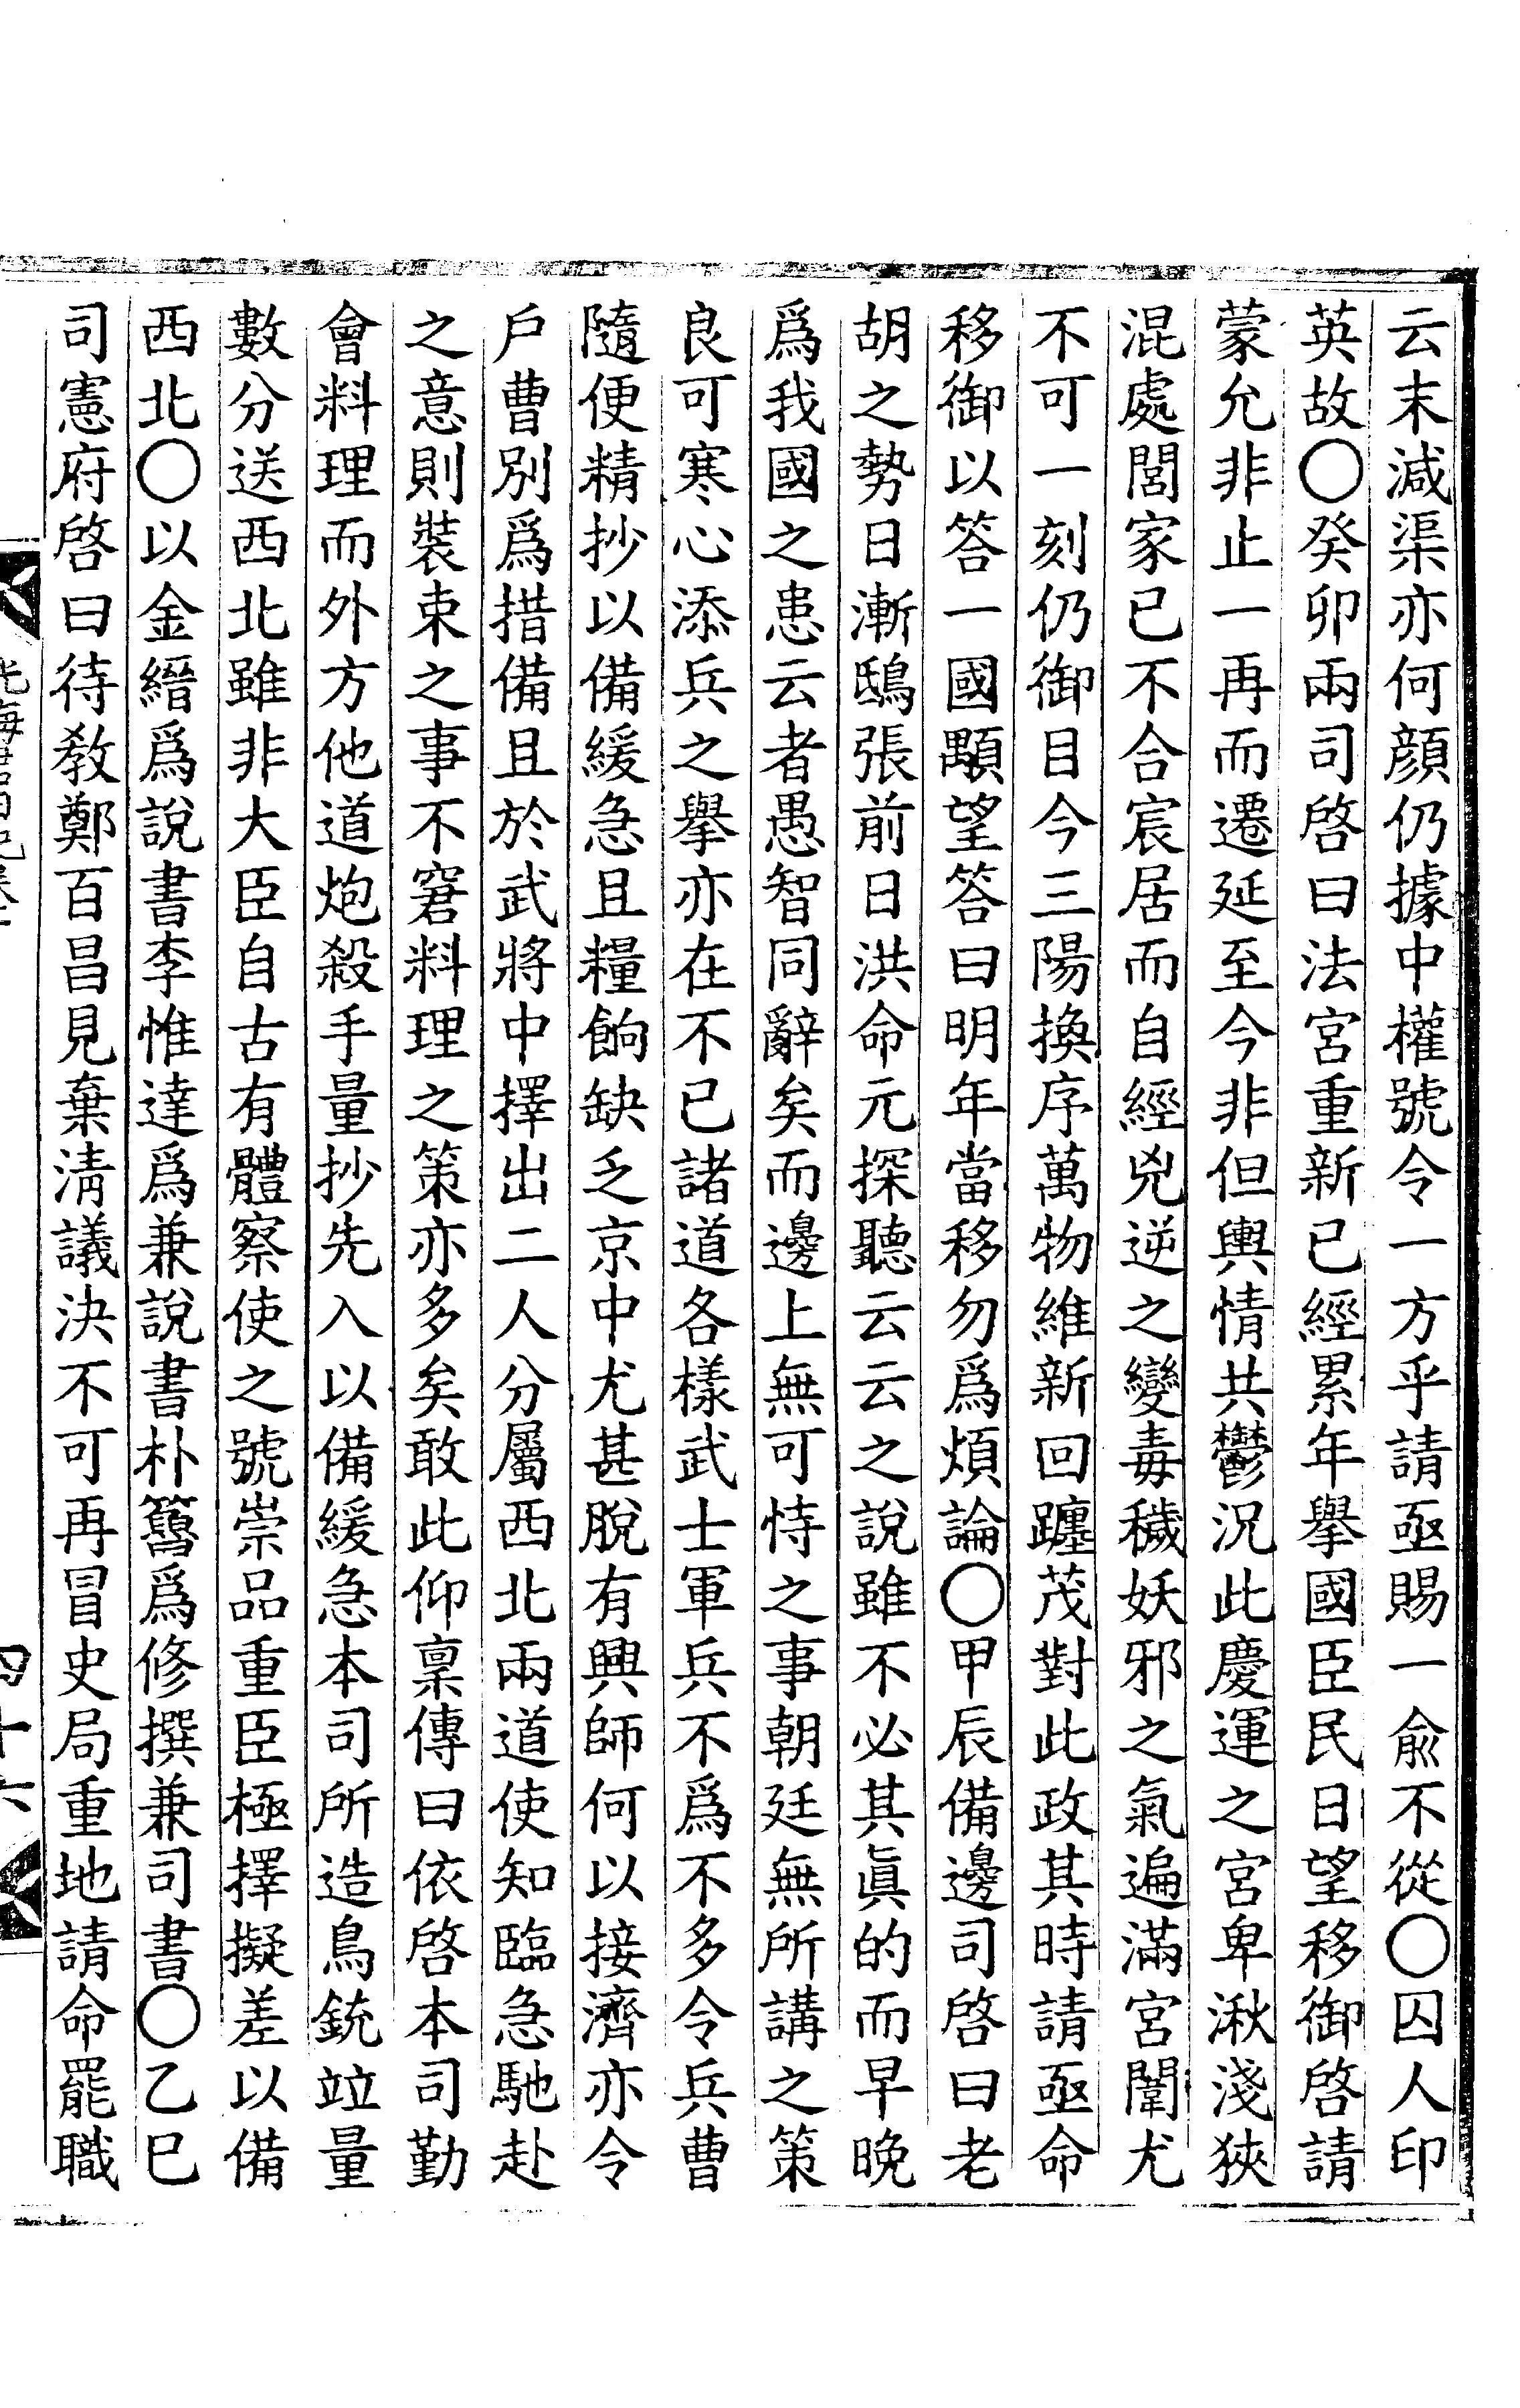 云末減渠亦何顔仍據中權號令一方乎請亟賜一兪不從○囚人印
英故○癸卯兩司啓曰法宮重新已經累年擧國臣民日望移御啓請
蒙允非止一再而遷延至今非但輿情共鬱況此慶運之宮卑湫淺狹
混處閭家已不合宸居而自經兇逆之變毒穢妖邪之氣遍滿宮闈尤
不可一刻仍御目今三陽換序萬物維新回躔茂對此政其時請亟命
移御以答一國顒望答曰明年當移勿爲煩論○甲辰備邊司啓曰老
胡之勢日漸鴟張前日洪命元探聽云云之說雖不必其眞的而早晩
爲我國之患云者愚智同辭矣而邊上無可恃之事朝廷無所講之策
良可寒心添兵之擧亦在不已諸道各樣武士軍兵不爲不多令兵曹
隨便精抄以備緩急且糧餉缺乏京中尤甚脫有興師何以接濟亦令
戶曹別爲措備且於武將中擇出二人分屬西北兩道使知臨急馳赴
之意則裝束之事不窘料理之策亦多矣敢此仰稟傳曰依啓本司勤
會料理而外方他道炮殺手量抄先入以備緩急本司所造鳥銃竝量
數分送西北雖非大臣自古有體察使之號崇品重臣極擇擬差以備
西北○以金縉爲說書李惟達爲兼說書朴簪爲修撰兼司書○乙巳
司憲府啓曰待敎鄭百昌見棄淸議決不可再冒史局重地請命罷職
四十六